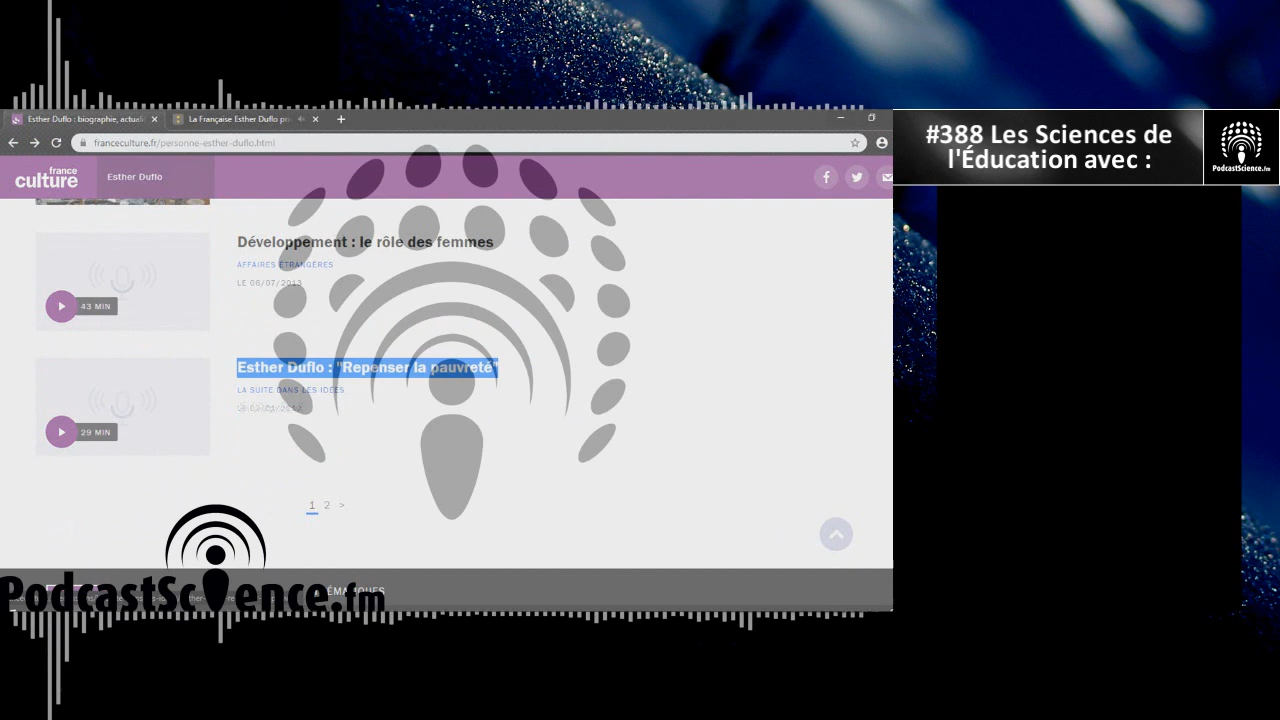 Esther Duflo : biographie, actuali
La Française Esther Duflo pri
franceculture.fr/personne-esther-duflo.html
france
culture
Esther Duflo
Développement : le rôle des femmes
AFFAIRES ÉTRANGÈRES
LE 06/07/2013
43 MIN
Esther Duflo : "Repenser la pauvreté"
LA SUITE DANS LES IDÉES
29 MIN
1 2 >
PodcastScience.fm
#388 Les Sciences de
l'Éducation avec :
PodcastScience.fm